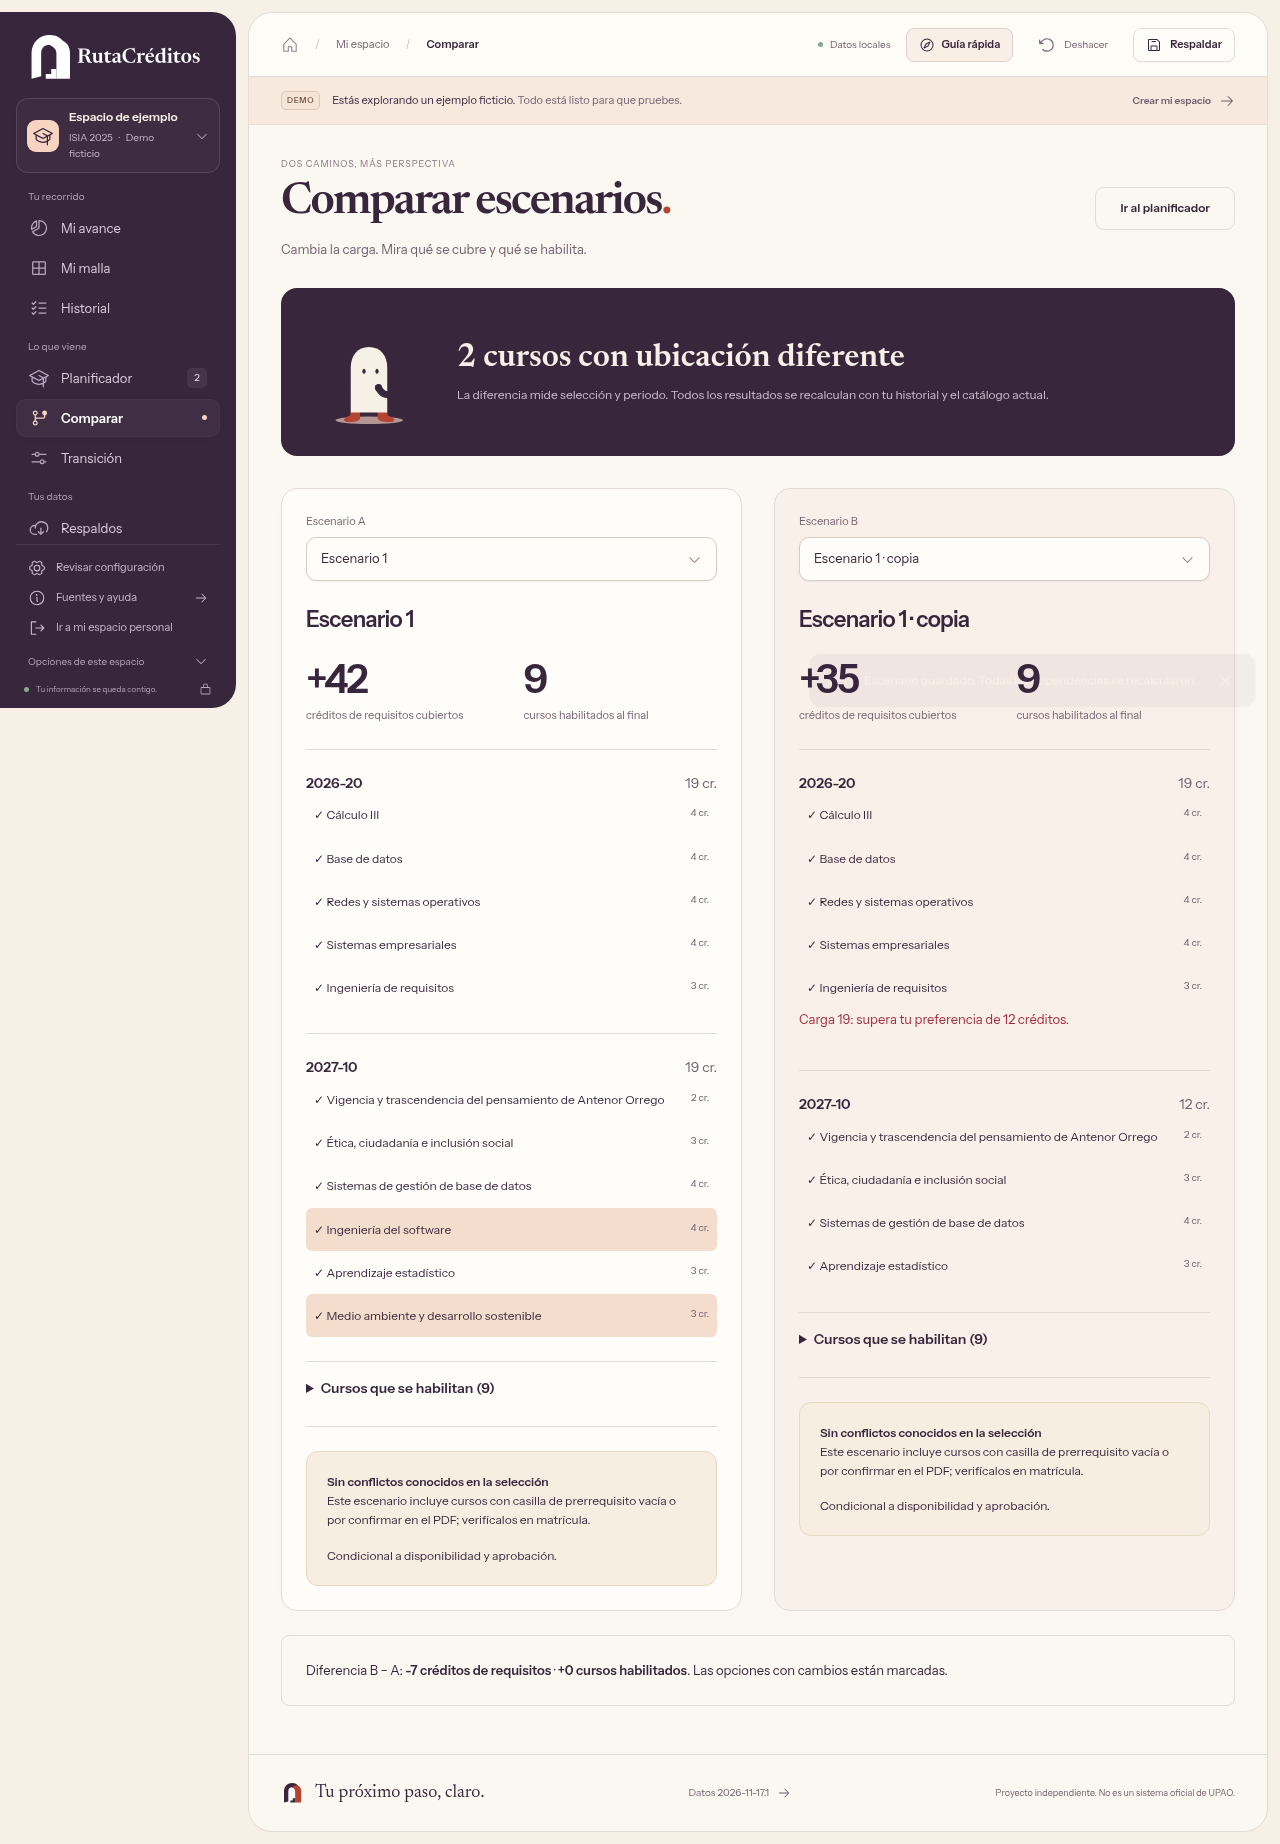 RutaCréditos
Espacio de ejemplo
ISIA 2025 · Demo
ficticio
Tu recorrido
Mi avance
Mi malla
Historial
Lo que viene
Planificador 2
Comparar
Transición
Tus datos
Respaldos
Revisar configuración
Fuentes y ayuda
Ir a mi espacio personal
Opciones de este espacio
Tu información se queda contigo.
/ Mi espacio / Comparar
Datos locales
Guía rápida
Deshacer
Respaldar
DEMO Estás explorando un ejemplo ficticio. Todo está listo para que pruebes.
Crear mi espacio
DOS CAMINOS, MÁS PERSPECTIVA
Comparar escenarios.
Ir al planificador
Cambia la carga. Mira qué se cubre y qué se habilita.
2 cursos con ubicación diferente
La diferencia mide selección y periodo. Todos los resultados se recalculan con tu historial y el catálogo actual.
Escenario A
Escenario 1
Escenario 1
+42 9
créditos de requisitos cubiertos cursos habilitados al final
2026-20 19 cr.
✓ Cálculo III 4 cr.
✓ Base de datos 4 cr.
✓ Redes y sistemas operativos 4 cr.
✓ Sistemas empresariales 4 cr.
✓ Ingeniería de requisitos 3 cr.
2027-10 19 cr.
✓ Vigencia y trascendencia del pensamiento de Antenor Orrego 2 cr.
✓ Ética, ciudadanía e inclusión social 3 cr.
✓ Sistemas de gestión de base de datos 4 cr.
✓ Ingeniería del software 4 cr.
✓ Aprendizaje estadístico 3 cr.
✓ Medio ambiente y desarrollo sostenible 3 cr.
▶ Cursos que se habilitan (9)
Sin conflictos conocidos en la selección
Este escenario incluye cursos con casilla de prerrequisito vacía o
por confirmar en el PDF; verifícalos en matrícula.
Condicional a disponibilidad y aprobación.
Escenario B
Escenario 1 · copia
Escenario 1 · copia
+35 9
Escenario guardado. Todas dependencias se recalcularon.
créditos de requisitos cubiertos cursos habilitados al final
2026-20 19 cr.
✓ Cálculo III 4 cr.
✓ Base de datos 4 cr.
✓ Redes y sistemas operativos 4 cr.
✓ Sistemas empresariales 4 cr.
✓ Ingeniería de requisitos 3 cr.
Carga 19: supera tu preferencia de 12 créditos.
2027-10 12 cr.
✓ Vigencia y trascendencia del pensamiento de Antenor Orrego 2 cr.
✓ Ética, ciudadanía e inclusión social 3 cr.
✓ Sistemas de gestión de base de datos 4 cr.
✓ Aprendizaje estadístico 3 cr.
▶ Cursos que se habilitan (9)
Sin conflictos conocidos en la selección
Este escenario incluye cursos con casilla de prerrequisito vacía o
por confirmar en el PDF; verifícalos en matrícula.
Condicional a disponibilidad y aprobación.
Diferencia B − A: -7 créditos de requisitos · +0 cursos habilitados. Las opciones con cambios están marcadas.
Tu próximo paso, claro.
Datos 2026-11-17.1
Proyecto independiente. No es un sistema oficial de UPAO.